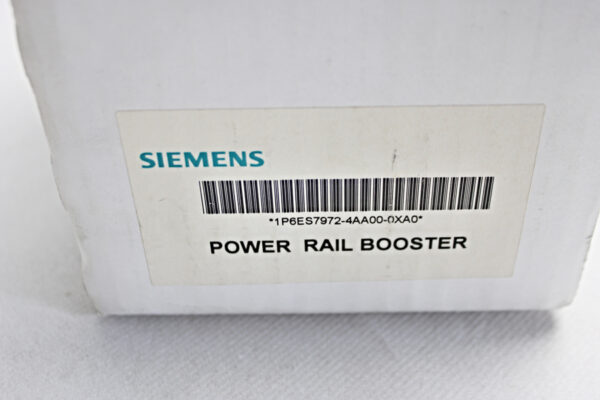 SIEMENS
*1P6ES7972-4AA00-0XA0*
POWER RAIL BOOSTER